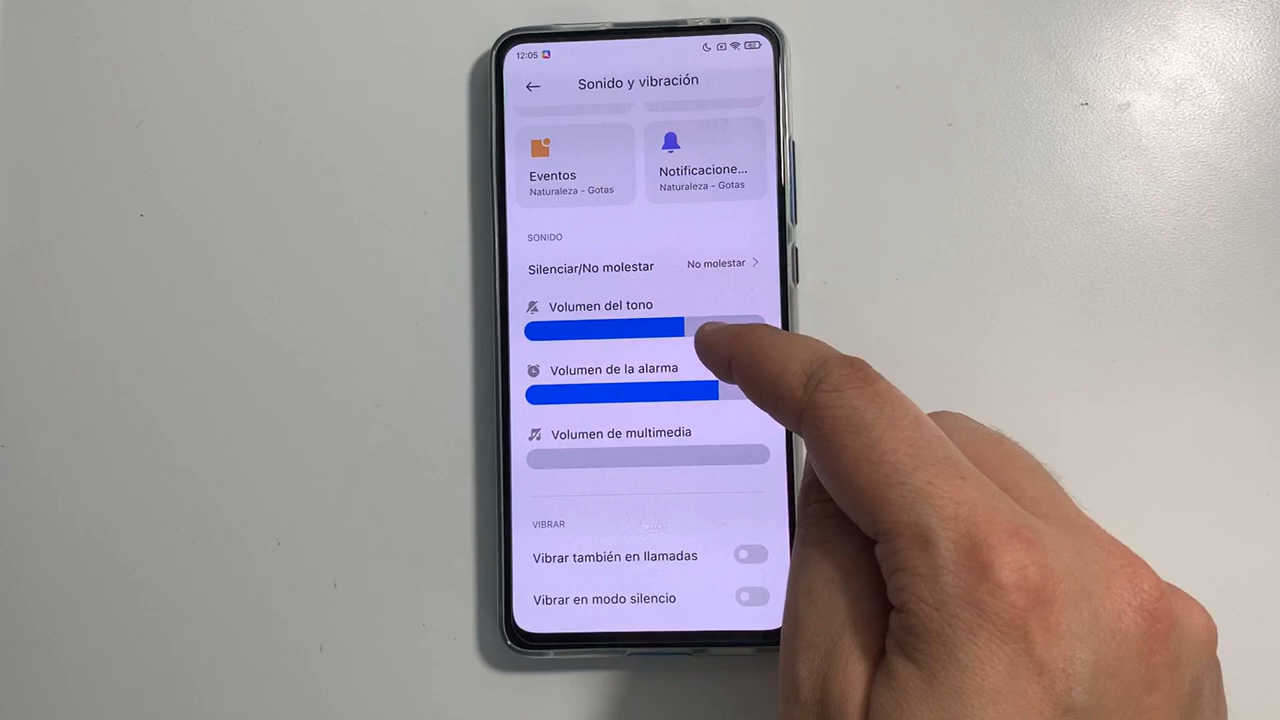 12:05
Sonido y vibración
Eventos
Naturaleza - Gotas
Notificacione...
Naturaleza - Gotas
SONIDO
Silenciar/No molestar
No molestar
Volumen del tono
Volumen de la alarma
Volumen de multimedia
VIBRAR
Vibrar también en llamadas
Vibrar en modo silencio